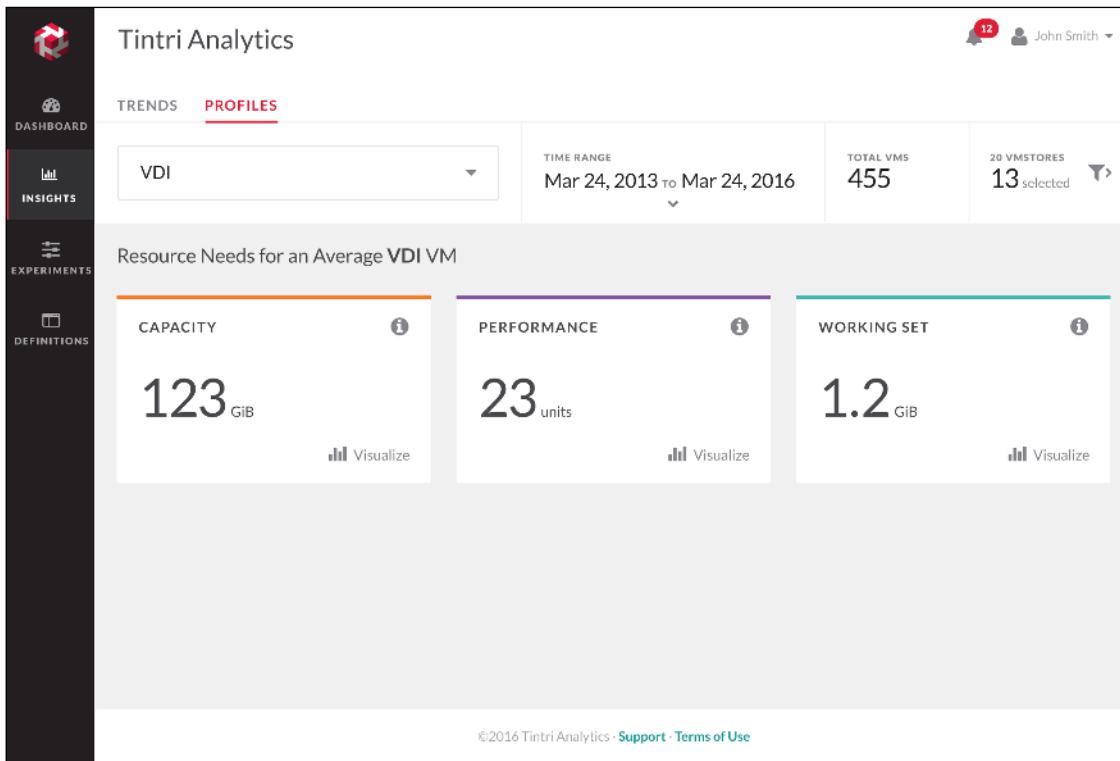 Tintri Analytics
12
John Smith
DASHBOARD
INSIGHTS
EXPERIMENTS
DEFINITIONS
TRENDS PROFILES
VDI
TIME RANGE
Mar 24, 2013 TO Mar 24, 2016
TOTAL VMS
455
20 VMSTORES
13 selected
Resource Needs for an Average VDI VM
CAPACITY
123 GiB
Visualize
PERFORMANCE
23 units
Visualize
WORKING SET
1.2 GiB
Visualize
©2016 Tintri Analytics · Support · Terms of Use